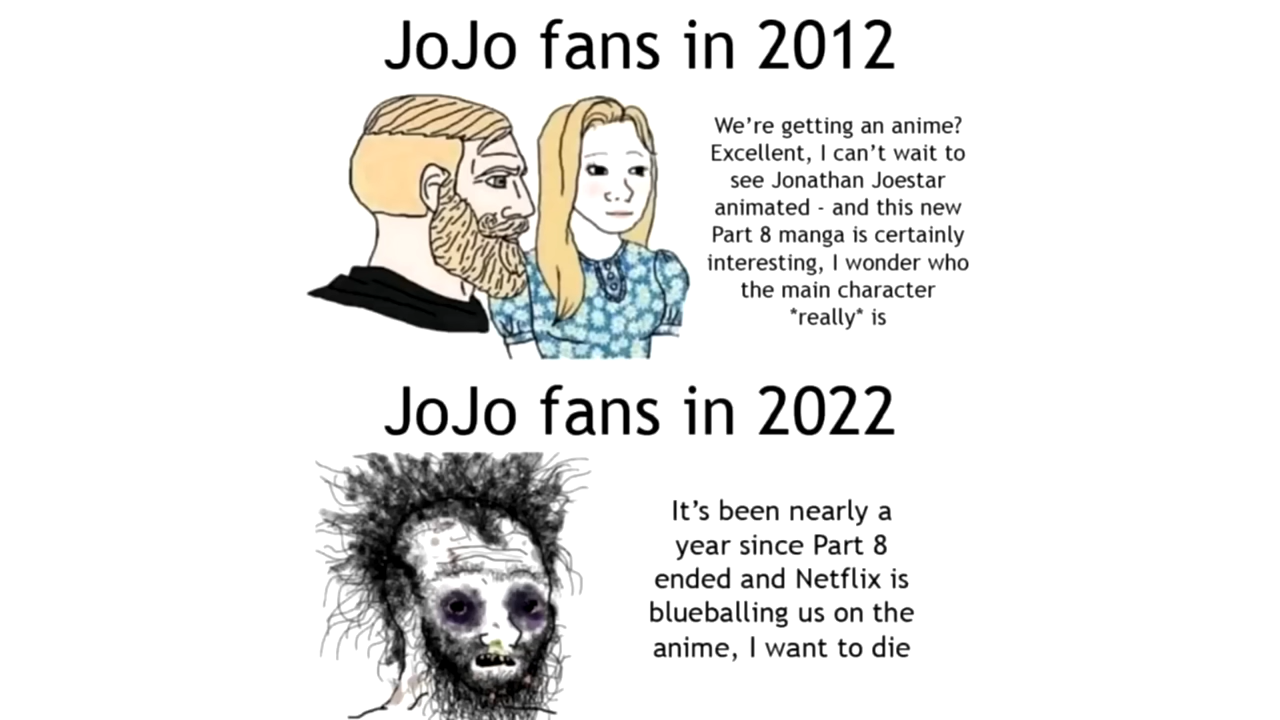 JoJo fans in 2012
We're getting an anime?
Excellent, I can't wait to
see Jonathan Joestar
animated - and this new
Part 8 manga is certainly
interesting, I wonder who
the main character
*really* is
JoJo fans in 2022
It's been nearly a
year since Part 8
ended and Netflix is
blueballing us on the
anime, I want to die